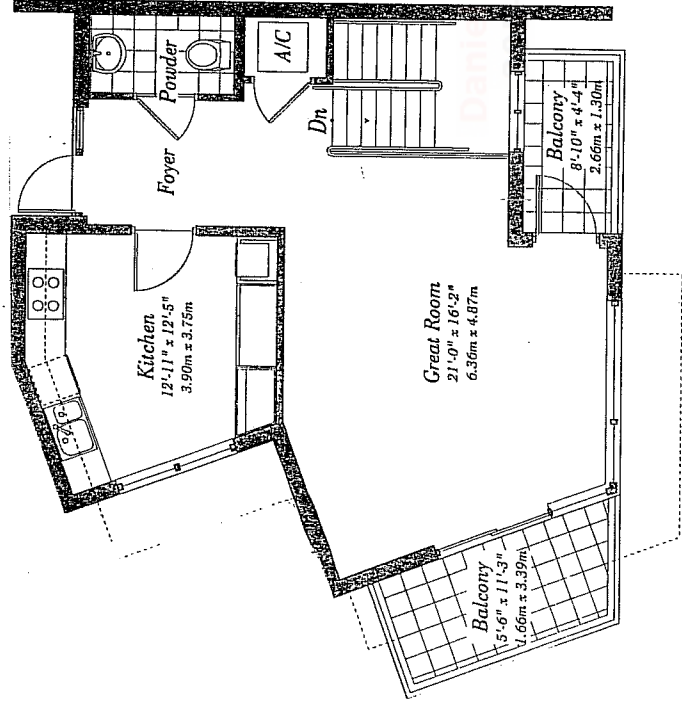 Powder
A/C
Foyer
Dn
Kitchen
12'-11" x 12'-5"
3.90m x 3.75m
Great Room
21'-0" x 16'-2"
6.36m x 4.87m
Balcony
8'-10" x 4'-4"
2.66m x 1.30m
Balcony
5'-6" x 11'-3"
1.66m x 3.39m
Danie